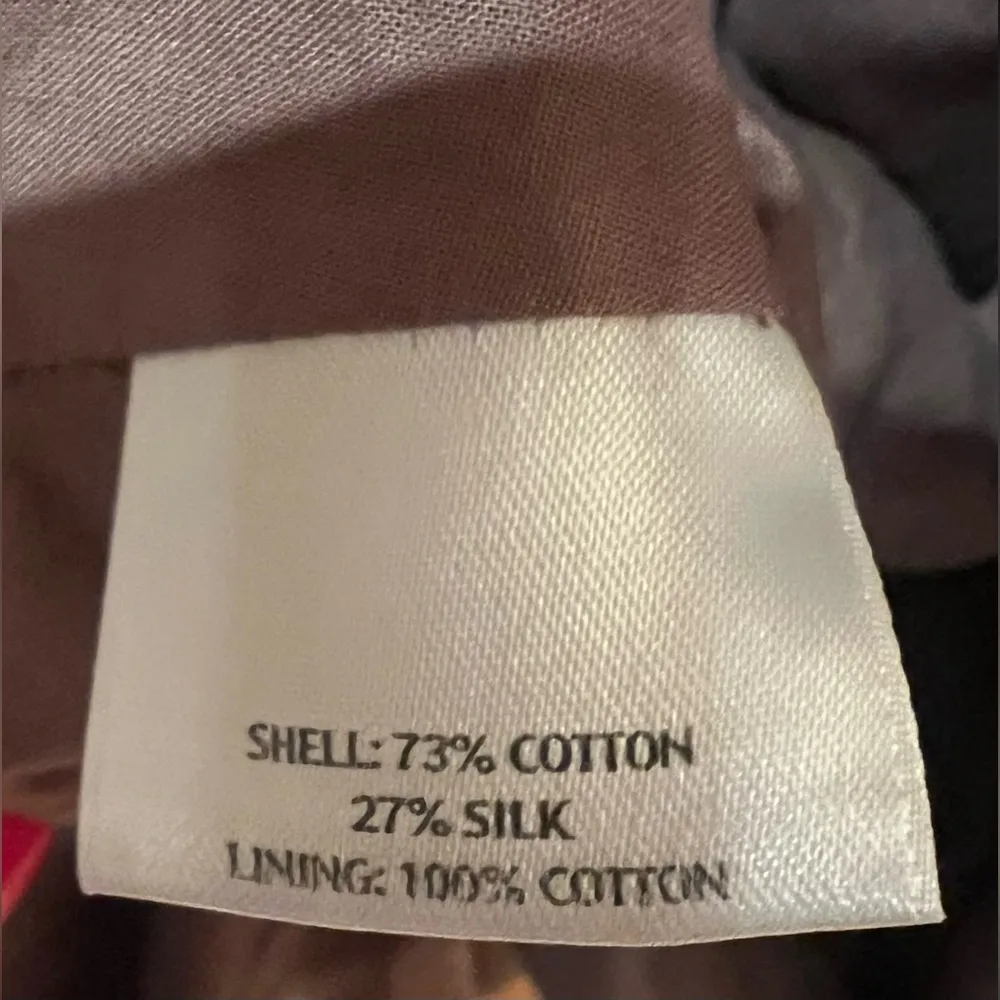 SHELL: 73% COTTON
27% SILK
LINING: 100% COTTON